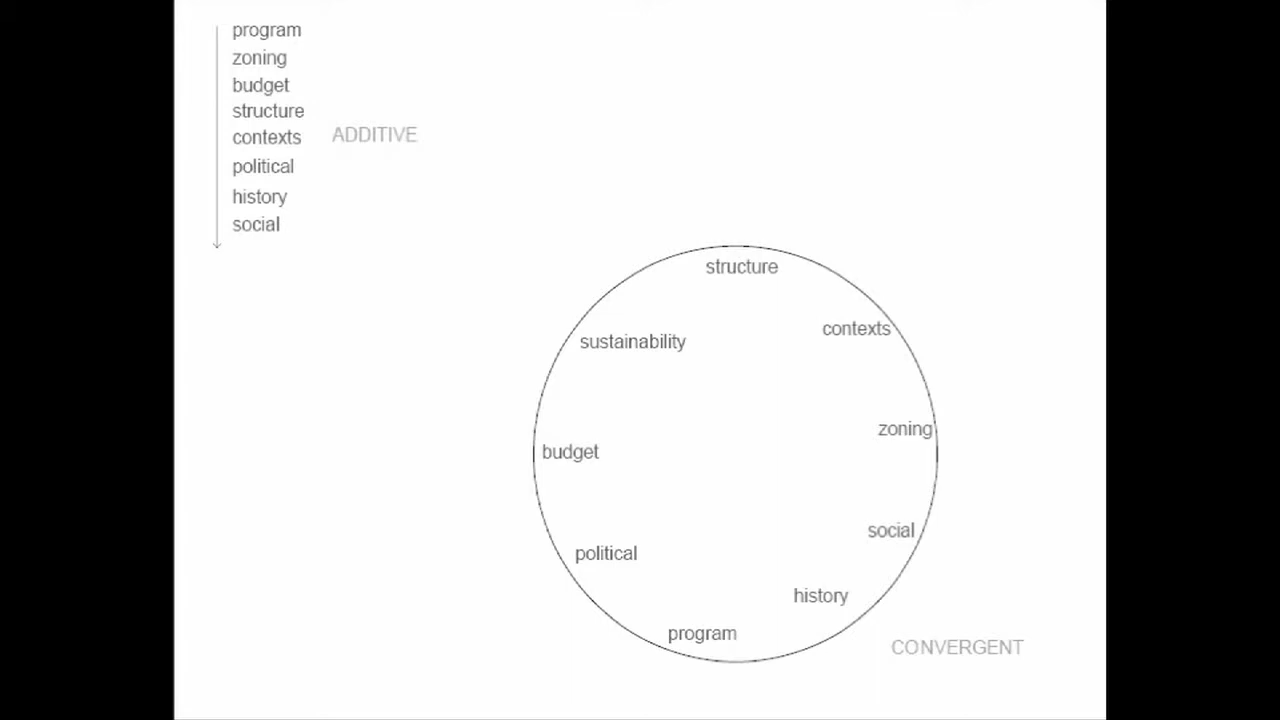 program
zoning
budget
structure
contexts
ADDITIVE
political
history
social
structure
contexts
sustainability
zoning
budget
social
political
history
program
CONVERGENT